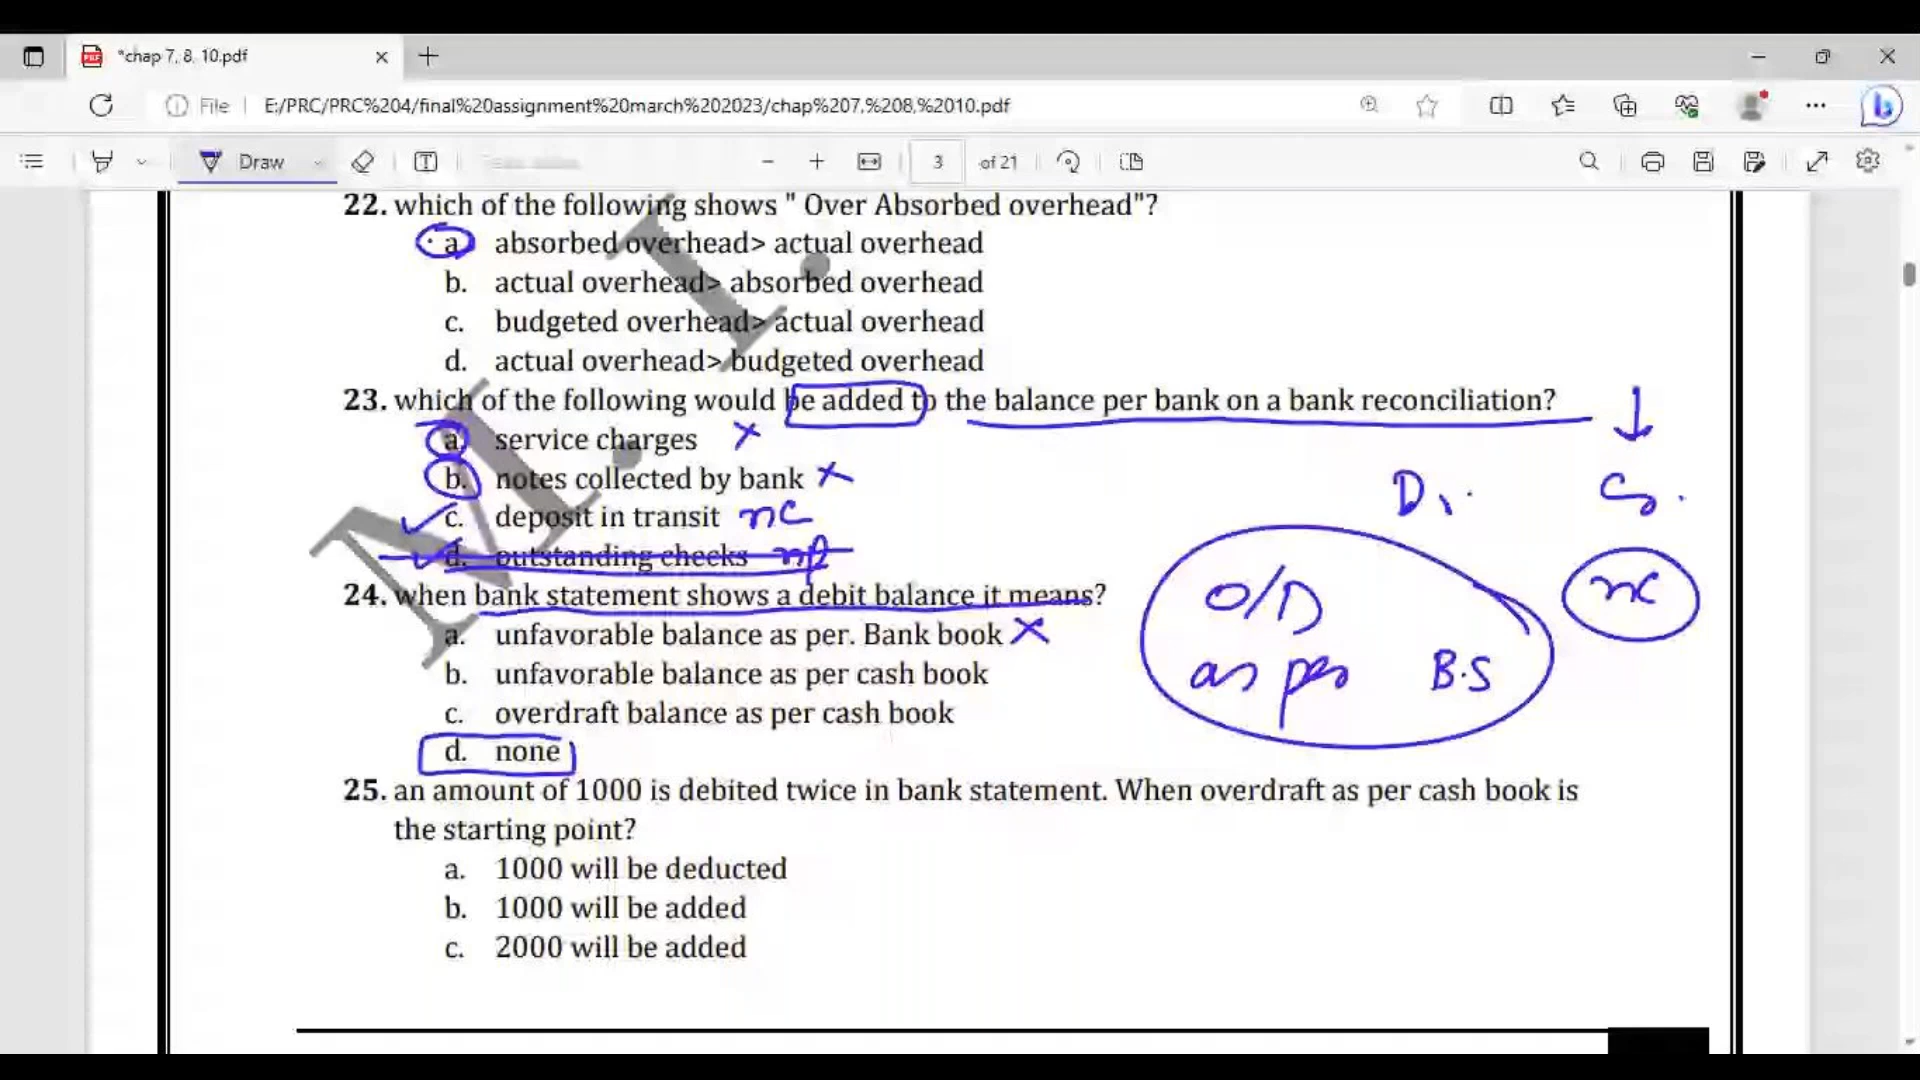 *chap 7, 8, 10.pdf
File E:/PRC/PRC%204/final%20assignment%20march%202023/chap%207,%208,%2010.pdf
Draw 3 of 21
22. which of the following shows " Over Absorbed overhead"?
a. absorbed overhead> actual overhead
b. actual overhead> absorbed overhead
c. budgeted overhead> actual overhead
d. actual overhead> budgeted overhead
23. which of the following would be added to the balance per bank on a bank reconciliation?
a. service charges
b. notes collected by bank
c. deposit in transit nc
d. outstanding checks np
24. when bank statement shows a debit balance it means?
a. unfavorable balance as per. Bank book
b. unfavorable balance as per cash book
c. overdraft balance as per cash book
d. none
Dr.
nc
O/D
as per B.S
25. an amount of 1000 is debited twice in bank statement. When overdraft as per cash book is
the starting point?
a. 1000 will be deducted
b. 1000 will be added
c. 2000 will be added
M.I.